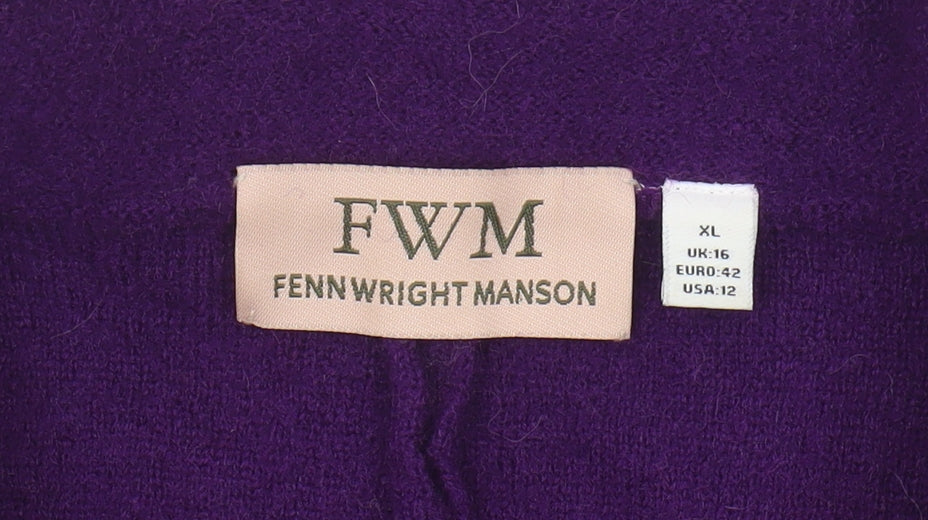 FWM
FENN WRIGHT MANSON
XL
UK:16
EURO:42
USA:12